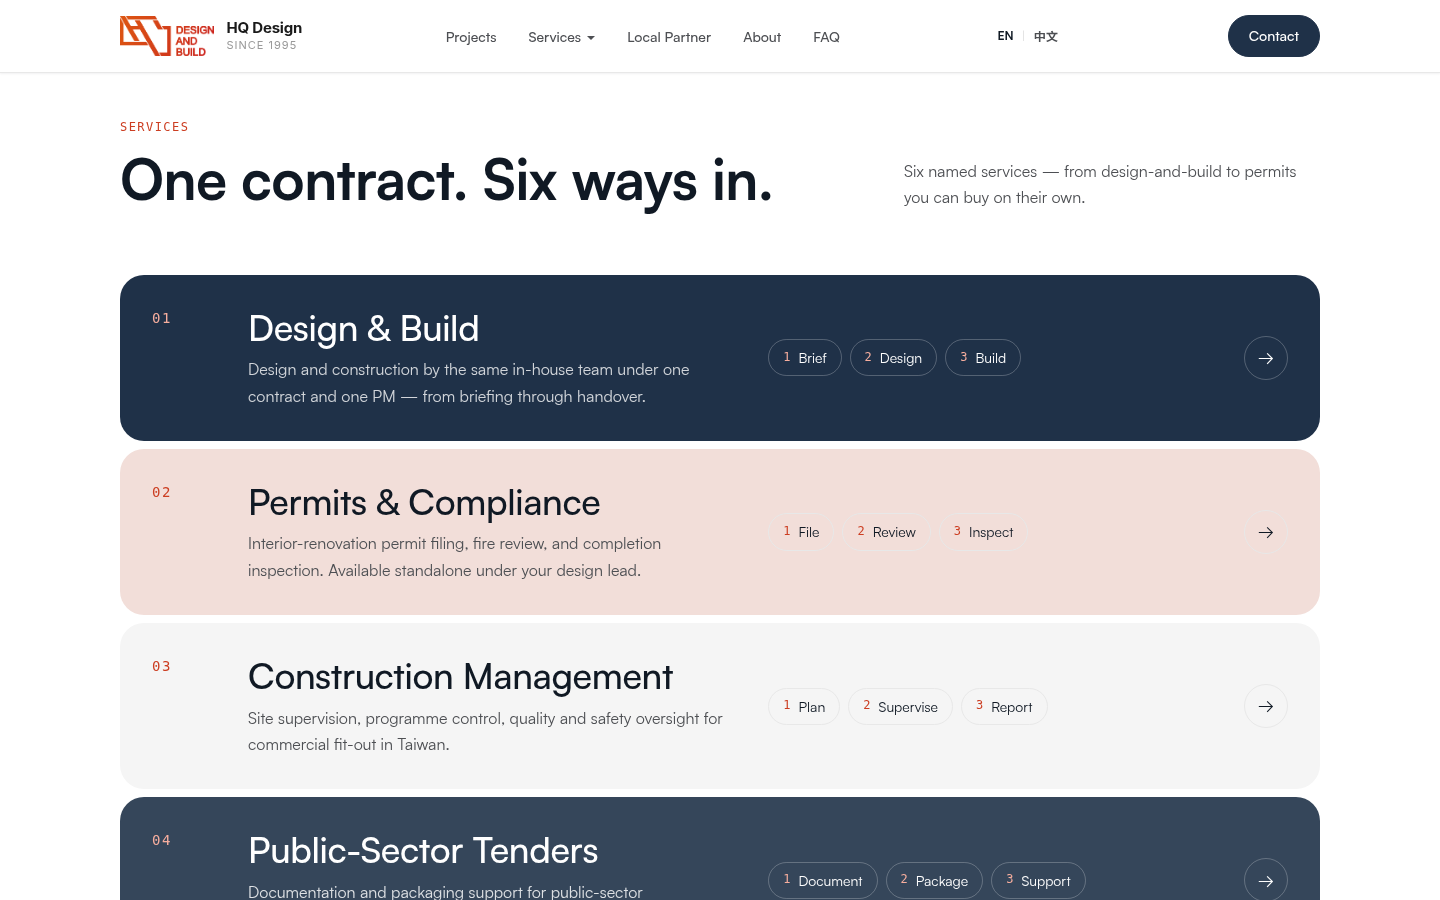 DESIGN
AND
BUILD
HQ Design
SINCE 1995
Projects
Services
Local Partner
About
FAQ
EN
中文
Contact
SERVICES
One contract. Six ways in.
Six named services — from design-and-build to permits
you can buy on their own.
01
Design & Build
Design and construction by the same in-house team under one
contract and one PM — from briefing through handover.
1 Brief
2 Design
3 Build
02
Permits & Compliance
Interior-renovation permit filing, fire review, and completion
inspection. Available standalone under your design lead.
1 File
2 Review
3 Inspect
03
Construction Management
Site supervision, programme control, quality and safety oversight for
commercial fit-out in Taiwan.
1 Plan
2 Supervise
3 Report
04
Public-Sector Tenders
Documentation and packaging support for public-sector
1 Document
2 Package
3 Support